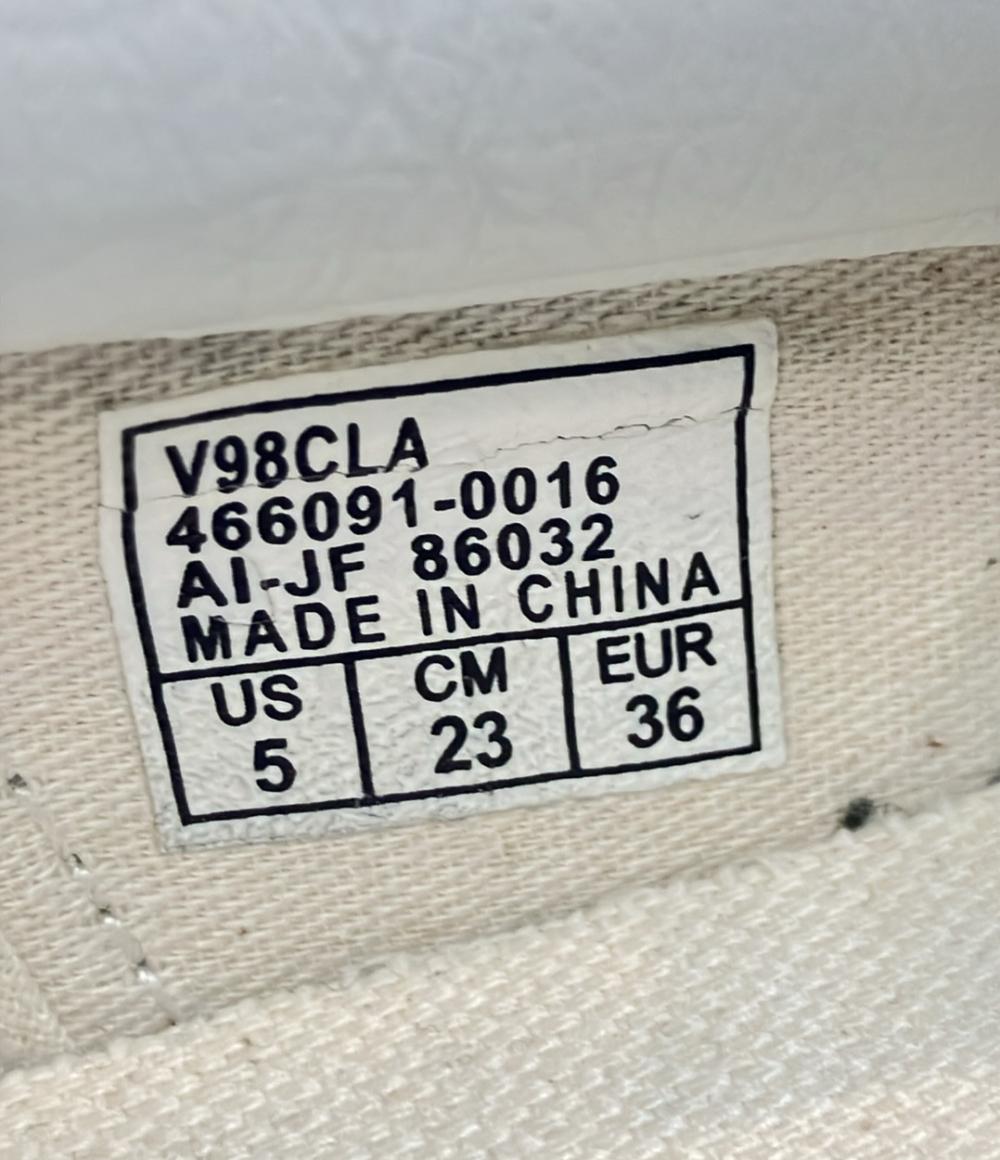 V98CLA
466091-0016
AI-JF 86032
MADE IN CHINA
US CM EUR
5 23 36